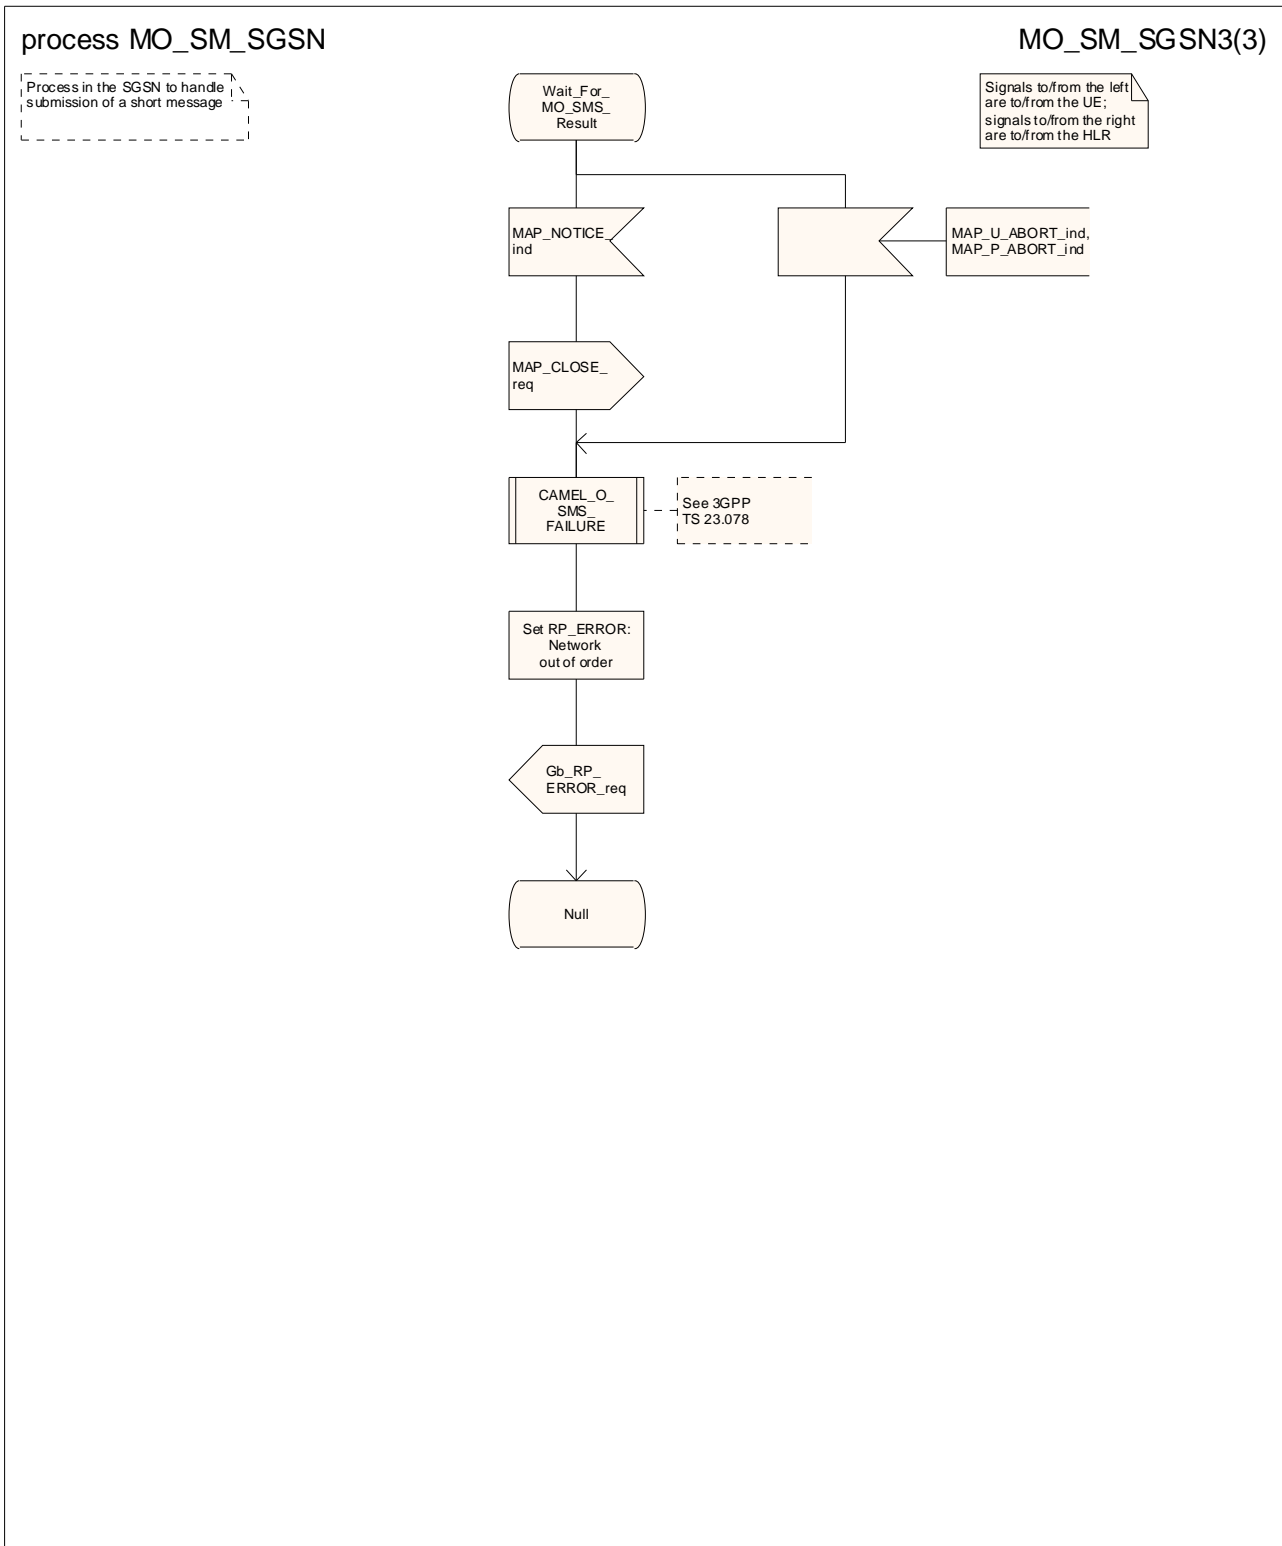 process MO_SM_SGSN
MO_SM_SGSN3(3)
Process in the SGSN to handle
submission of a short message
Wait_For_
MO_SMS_
Result
Signals to/from the left
are to/from the UE;
signals to/from the right
are to/from the HLR
MAP_NOTICE_
ind
MAP_U_ABORT_ind,
MAP_P_ABORT_ind
MAP_CLOSE_
req
CAMEL_O_
SMS_
FAILURE
See 3GPP
TS 23.078
Set RP_ERROR:
Network
out of order
Gb_RP_
ERROR_req
Null